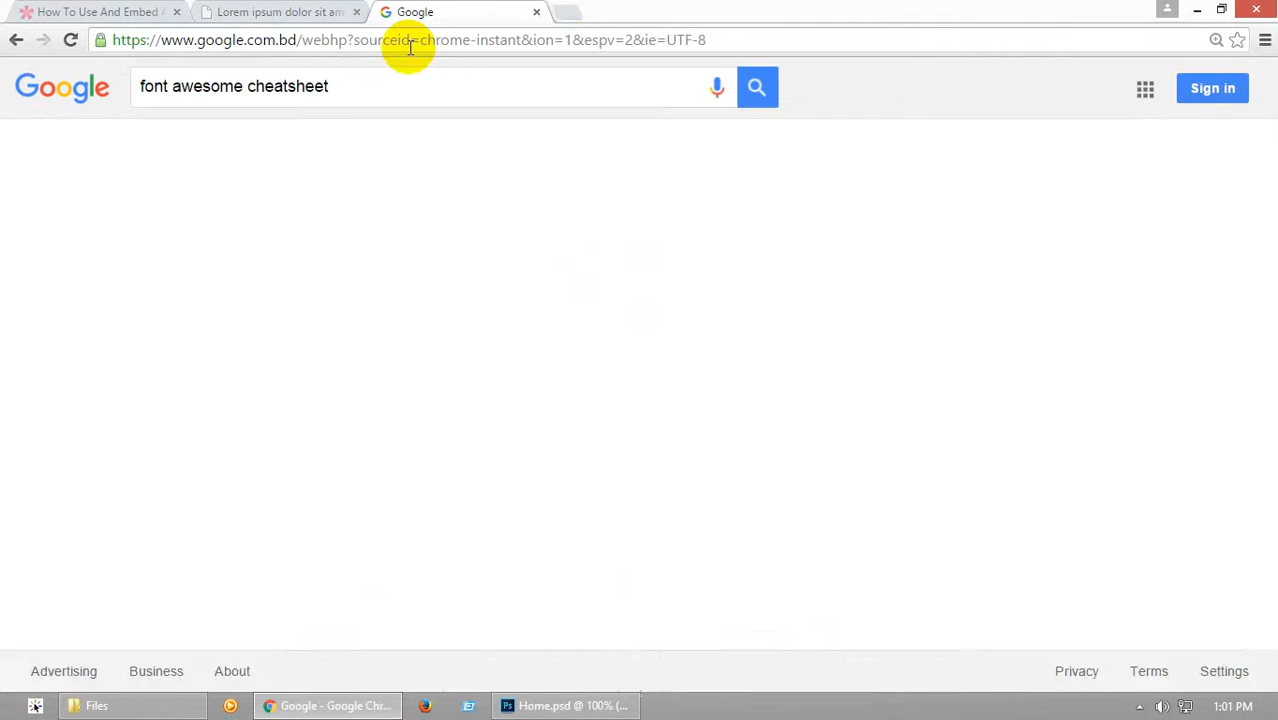 How To Use And Embed A
Lorem ipsum dolor sit am
Google
https://www.google.com.bd/webhp?sourceid=chrome-instant&ion=1&espv=2&ie=UTF-8
Google
font awesome cheatsheet
Sign in
Advertising
Business
About
Privacy
Terms
Settings
Files
Google - Google Chr...
Ps
Home.psd @ 100% (...
1:01 PM